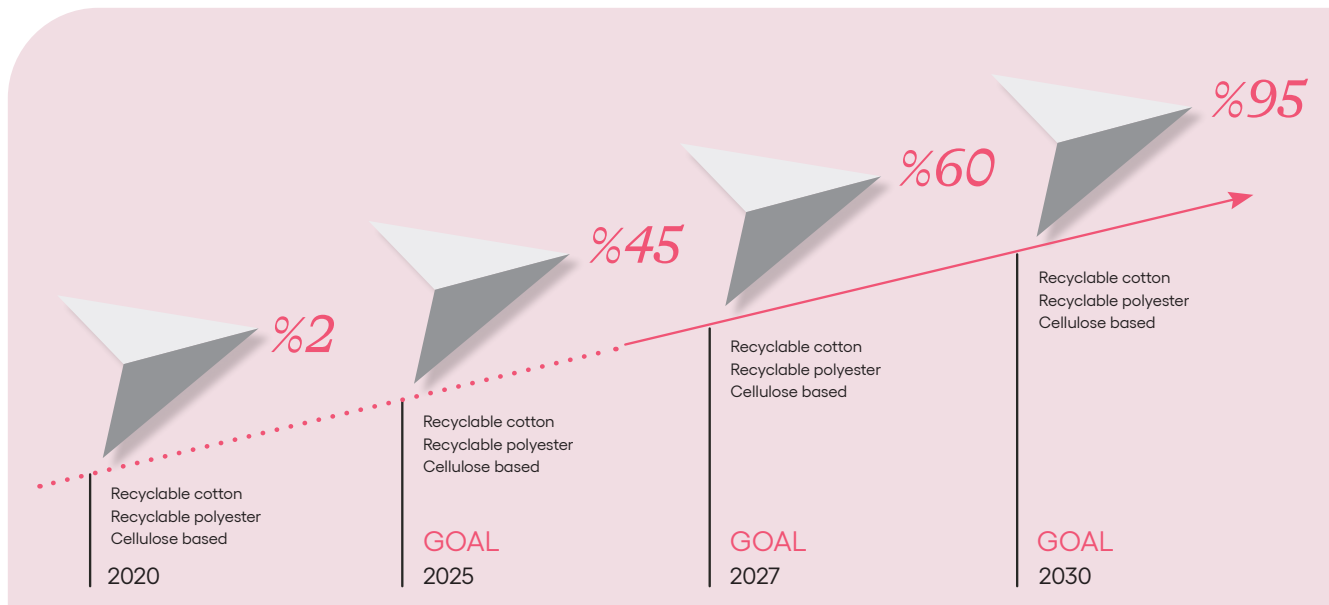 %2
Recyclable cotton
Recyclable polyester
Cellulose based
2020
%45
Recyclable cotton
Recyclable polyester
Cellulose based
GOAL
2025
%60
Recyclable cotton
Recyclable polyester
Cellulose based
GOAL
2027
%95
Recyclable cotton
Recyclable polyester
Cellulose based
GOAL
2030